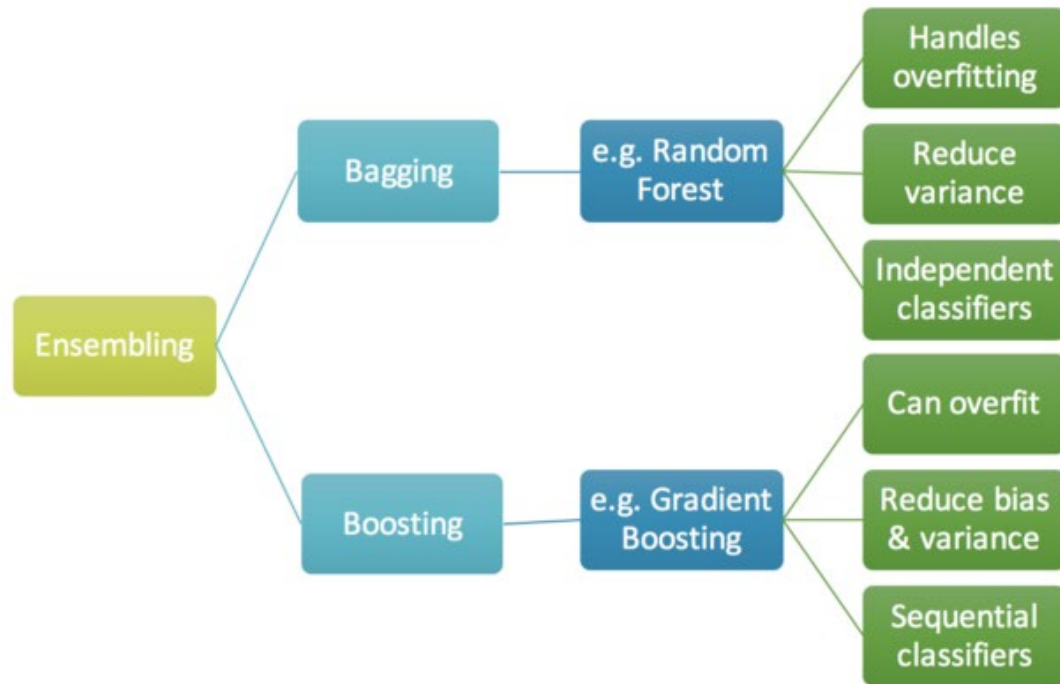 Ensembling
Bagging
e.g. Random
Forest
Handles
overfitting
Reduce
variance
Independent
classifiers
Boosting
e.g. Gradient
Boosting
Can overfit
Reduce bias
& variance
Sequential
classifiers